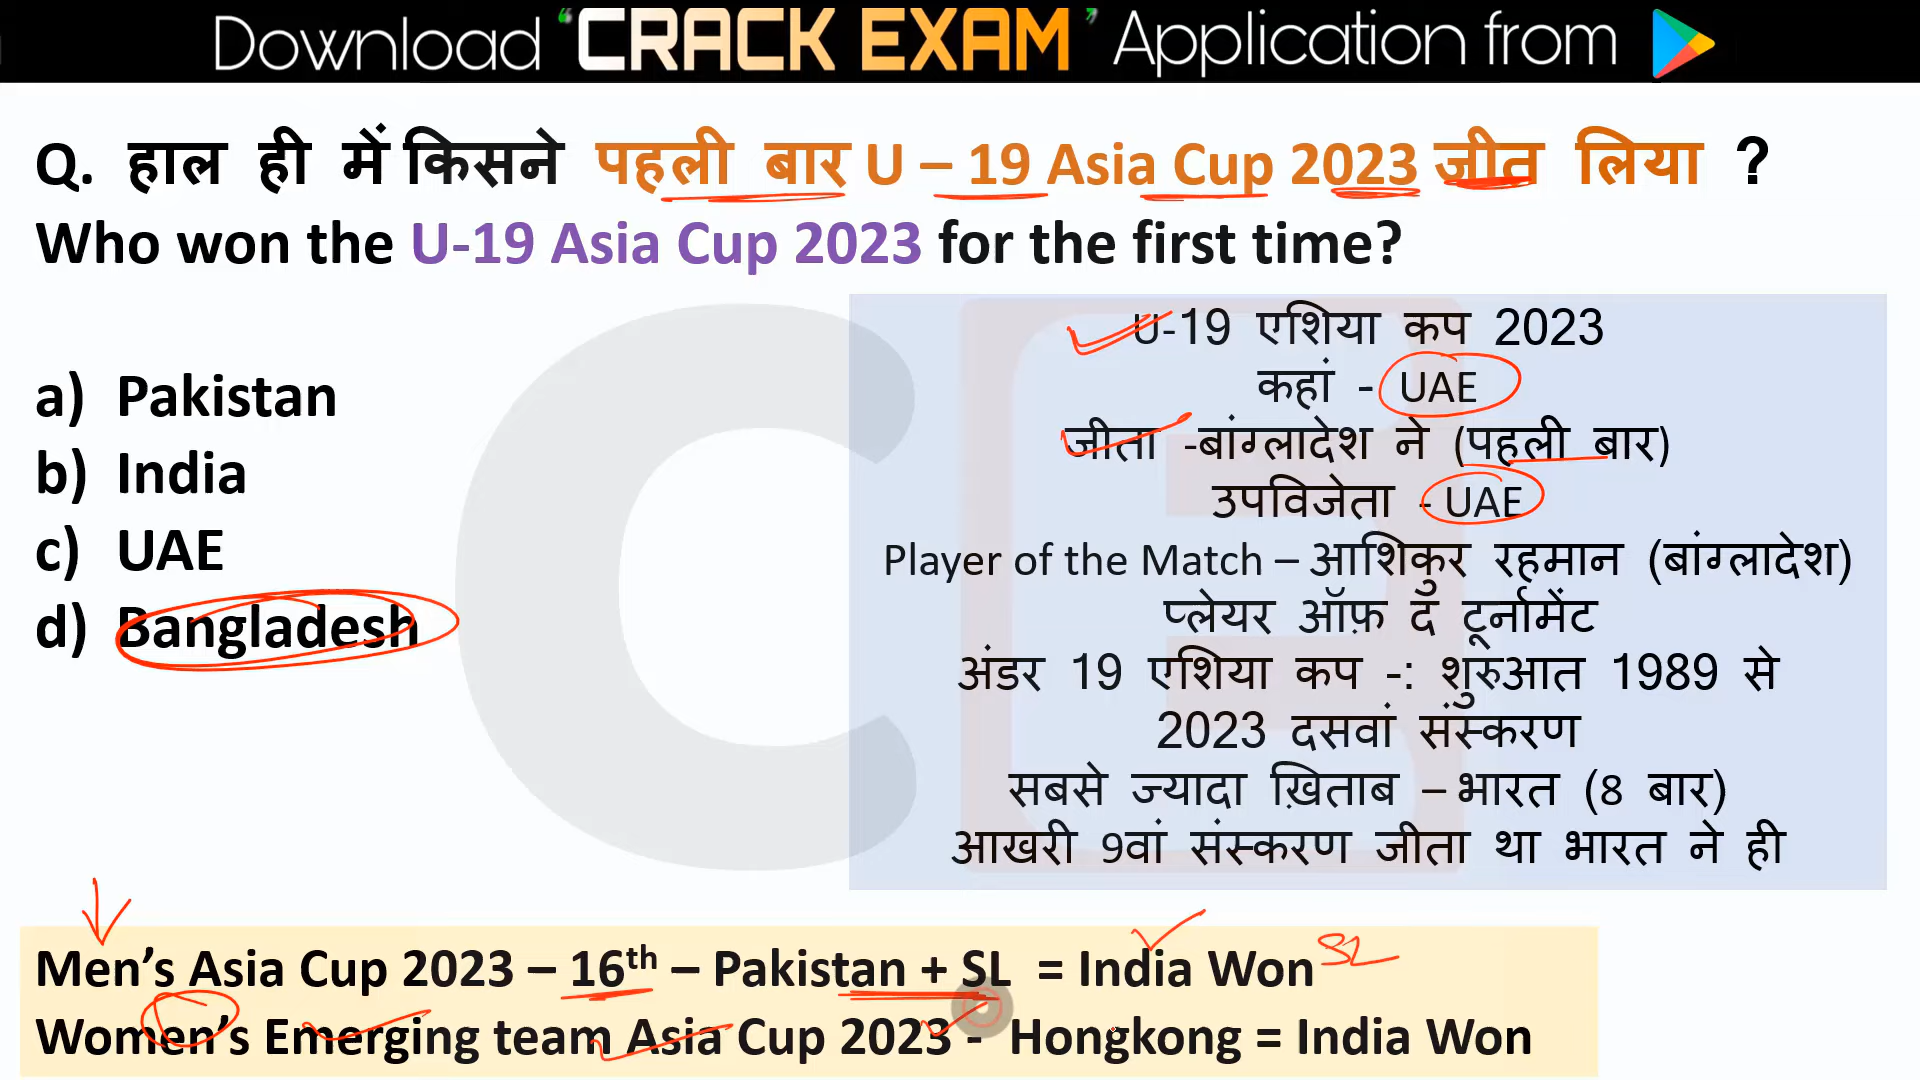 Download “CRACK EXAM” Application from
Q. हाल ही में किसने पहली बार U – 19 Asia Cup 2023 जीत लिया ?
Who won the U-19 Asia Cup 2023 for the first time?
a) Pakistan
b) India
c) UAE
d) Bangladesh
U-19 एशिया कप 2023
कहां - UAE
जीता -बांग्लादेश ने (पहली बार)
उपविजेता - UAE
Player of the Match – आशिकुर रहमान (बांग्लादेश)
प्लेयर ऑफ़ द टूर्नामेंट
अंडर 19 एशिया कप -: शुरुआत 1989 से
2023 दसवां संस्करण
सबसे ज्यादा ख़िताब – भारत (8 बार)
आखरी 9वां संस्करण जीता था भारत ने ही
Men’s Asia Cup 2023 – 16th – Pakistan + SL = India Won SL
Women’s Emerging team Asia Cup 2023 - Hongkong = India Won